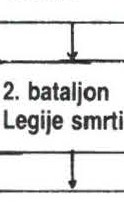 2. bataljon
Legije smrti